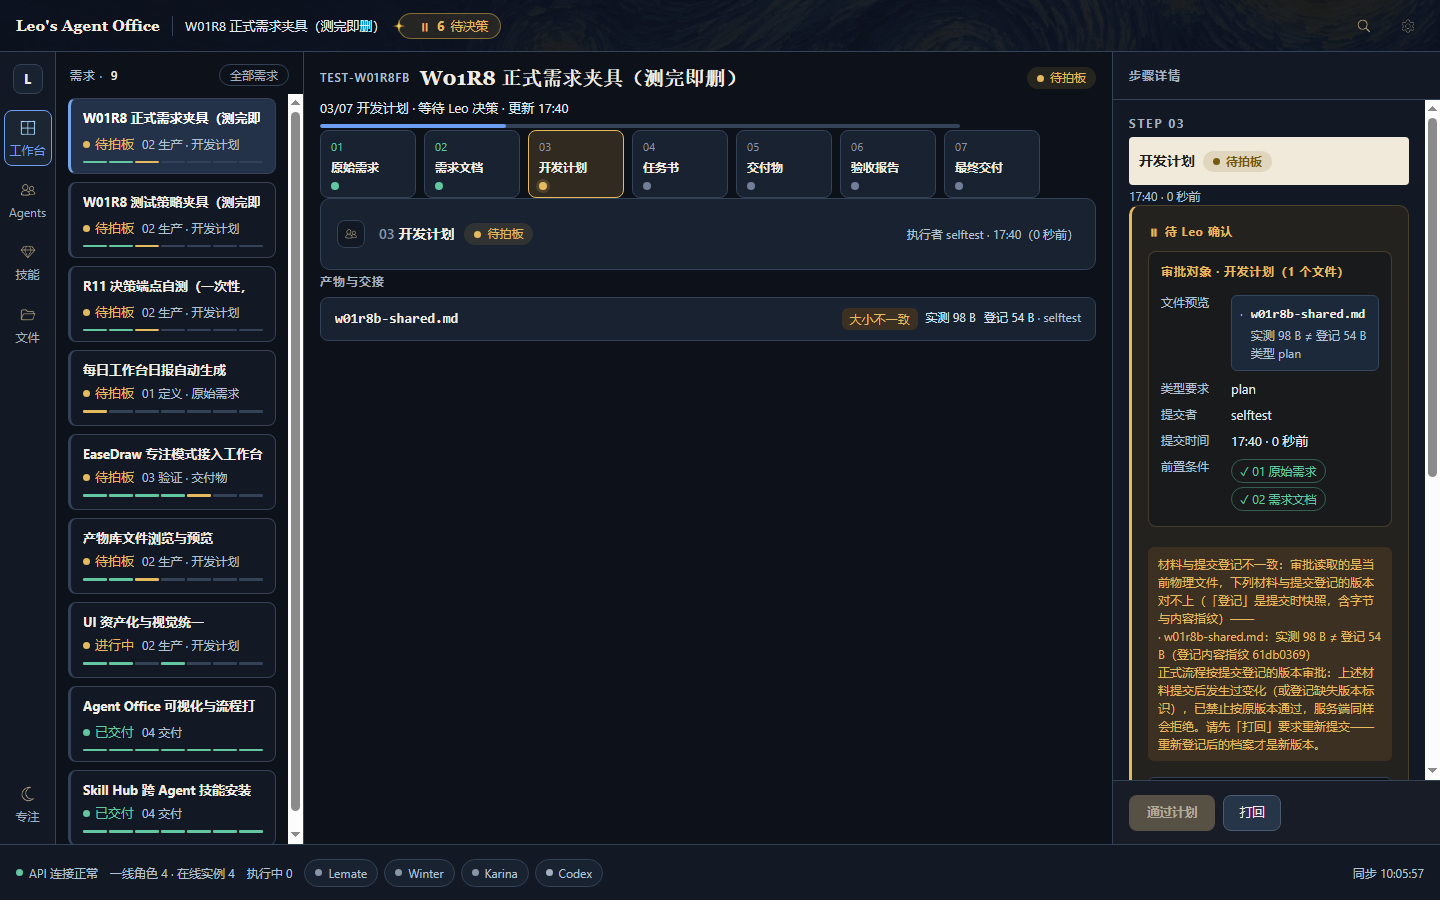 Leo's Agent Office
W01R8 正式需求夹具（测完即删）
6 待决策
L
工作台
Agents
技能
文件
专注
需求 · 9
全部需求
W01R8 正式需求夹具（测完即
待拍板 02 生产 · 开发计划
W01R8 测试策略夹具（测完即
待拍板 02 生产 · 开发计划
R11 决策端点自测（一次性，
待拍板 02 生产 · 开发计划
每日工作台日报自动生成
待拍板 01 定义 · 原始需求
EaseDraw 专注模式接入工作台
待拍板 03 验证 · 交付物
产物库文件浏览与预览
待拍板 02 生产 · 开发计划
UI 资产化与视觉统一
进行中 02 生产 · 开发计划
Agent Office 可视化与流程打
已交付 04 交付
Skill Hub 跨 Agent 技能安装
已交付 04 交付
TEST-W01R8FB W01R8 正式需求夹具（测完即删）
待拍板
03/07 开发计划 · 等待 Leo 决策 · 更新 17:40
01 原始需求
02 需求文档
03 开发计划
04 任务书
05 交付物
06 验收报告
07 最终交付
03 开发计划 待拍板
执行者 selftest · 17:40（0 秒前）
产物与交接
w01r8b-shared.md
大小不一致 实测 98 B 登记 54 B · selftest
步骤详情
STEP 03
开发计划 待拍板
17:40 · 0 秒前
待 Leo 确认
审批对象 · 开发计划（1 个文件）
文件预览
· w01r8b-shared.md
实测 98 B ≠ 登记 54 B
类型 plan
类型要求 plan
提交者 selftest
提交时间 17:40 · 0 秒前
前置条件 ✓ 01 原始需求
✓ 02 需求文档
材料与提交登记不一致：审批读取的是当
前物理文件，下列材料与提交登记的版本
对不上（「登记」是提交时快照，含字节
与内容指纹）——
· w01r8b-shared.md：实测 98 B ≠ 登记 54
B（登记内容指纹 61db0369）
正式流程按提交登记的版本审批：上述材
料提交后发生过变化（或登记缺失版本标
识），已禁止按原版本通过，服务端同样
会拒绝。请先「打回」要求重新提交——
重新登记后的档案才是新版本。
通过计划
打回
API 连接正常 一线角色 4 · 在线实例 4 执行中 0
Lemate
Winter
Karina
Codex
同步 10:05:57